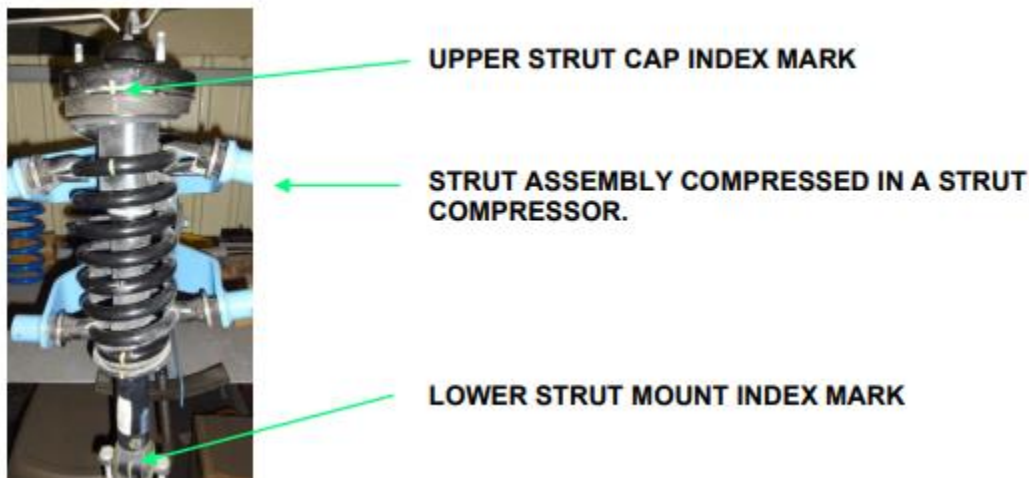 UPPER STRUT CAP INDEX MARK
STRUT ASSEMBLY COMPRESSED IN A STRUT
COMPRESSOR.
LOWER STRUT MOUNT INDEX MARK